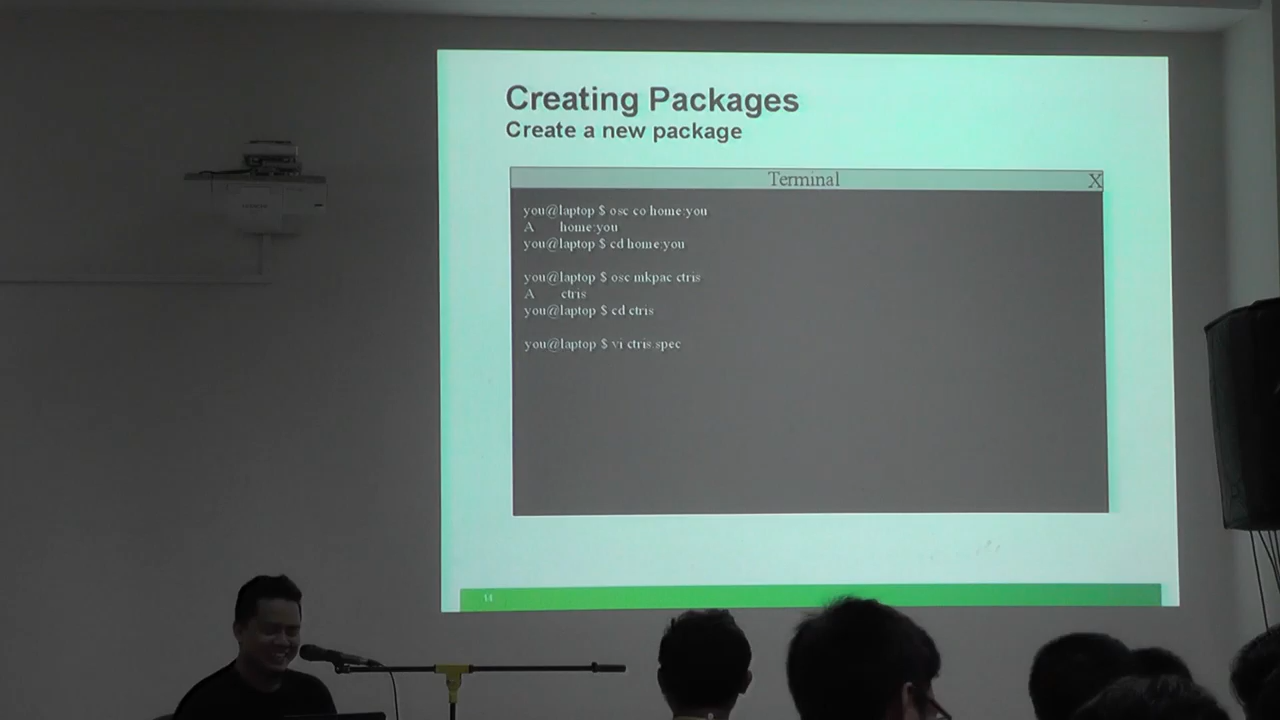 Creating Packages
Create a new package
Terminal X
you@laptop $ osc co home:you
A home:you
you@laptop $ cd home:you
you@laptop $ osc mkpac ctris
A ctris
you@laptop $ cd ctris
you@laptop $ vi ctris.spec
14